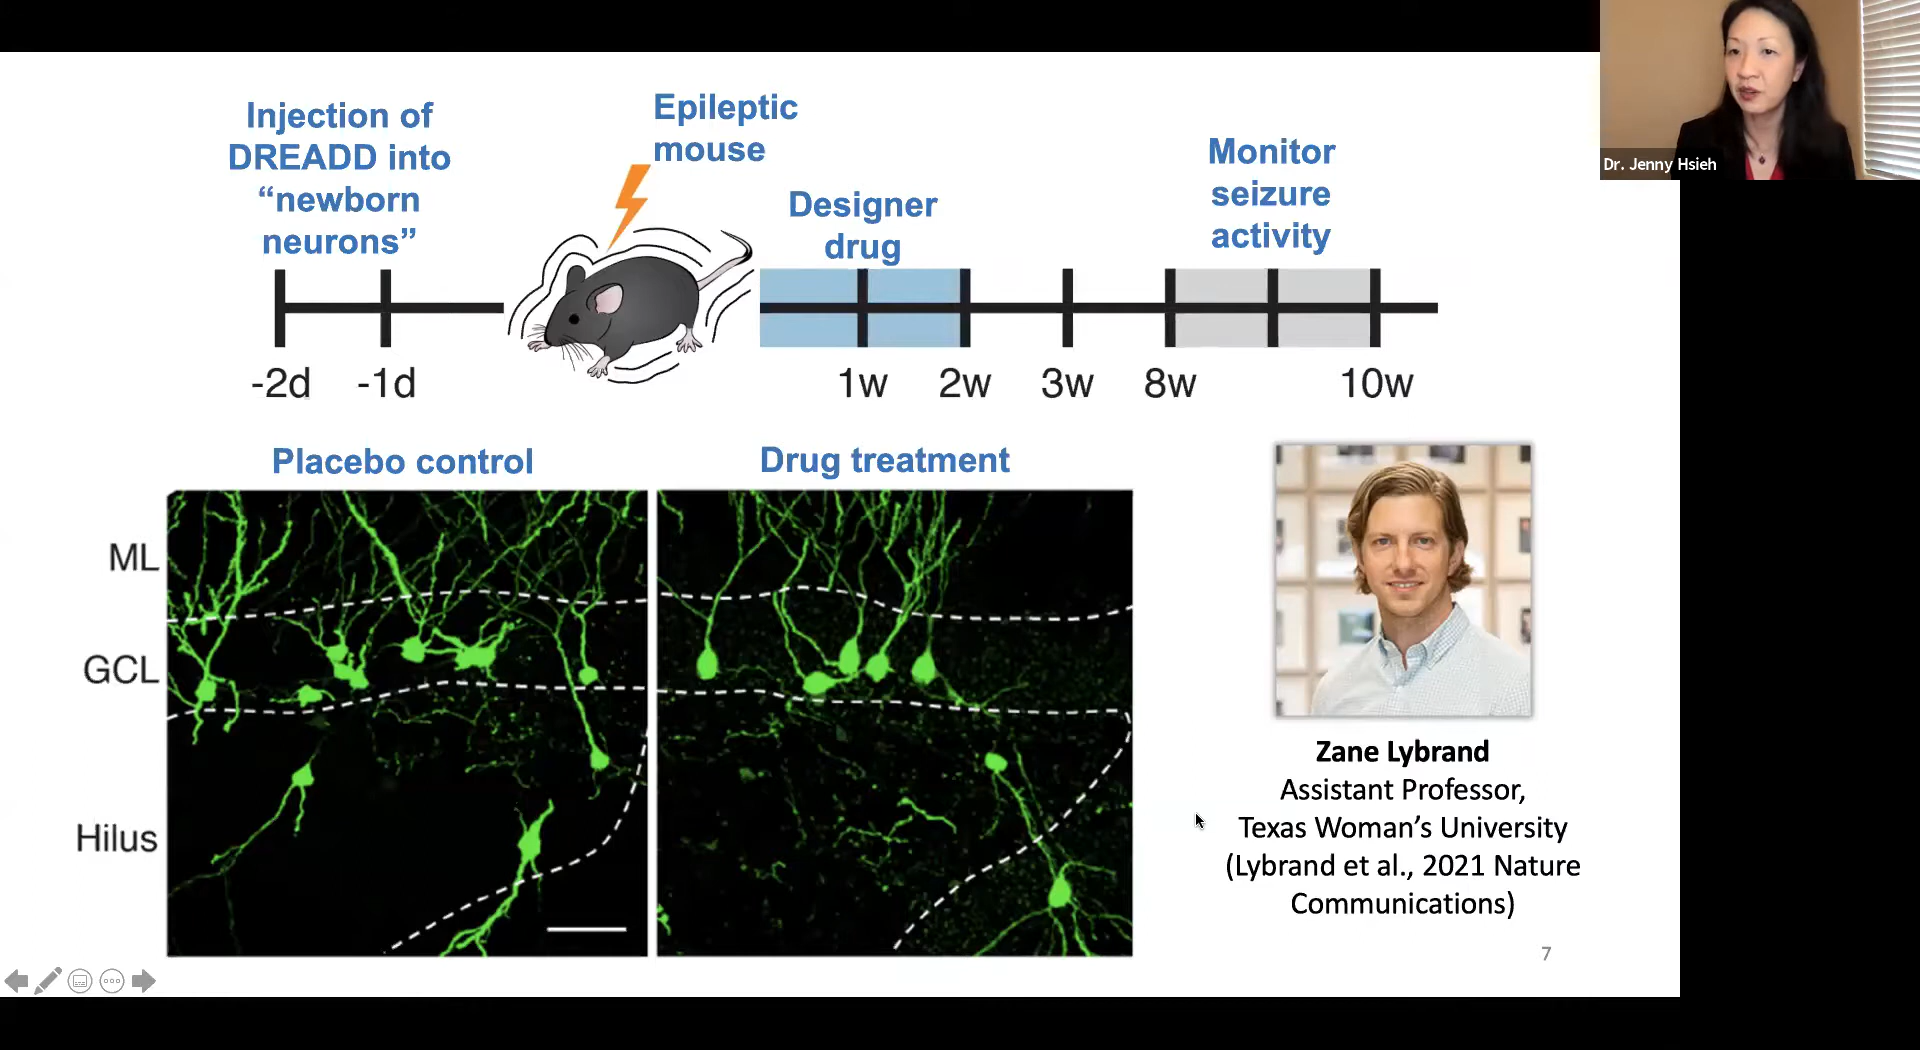 Injection of
DREADD into
“newborn
neurons”
Epileptic
mouse
Designer
drug
Monitor
seizure
activity
Dr. Jenny Hsieh
-2d -1d 1w 2w 3w 8w 10w
Placebo control
Drug treatment
ML
GCL
Hilus
Zane Lybrand
Assistant Professor,
Texas Woman’s University
(Lybrand et al., 2021 Nature
Communications)
7